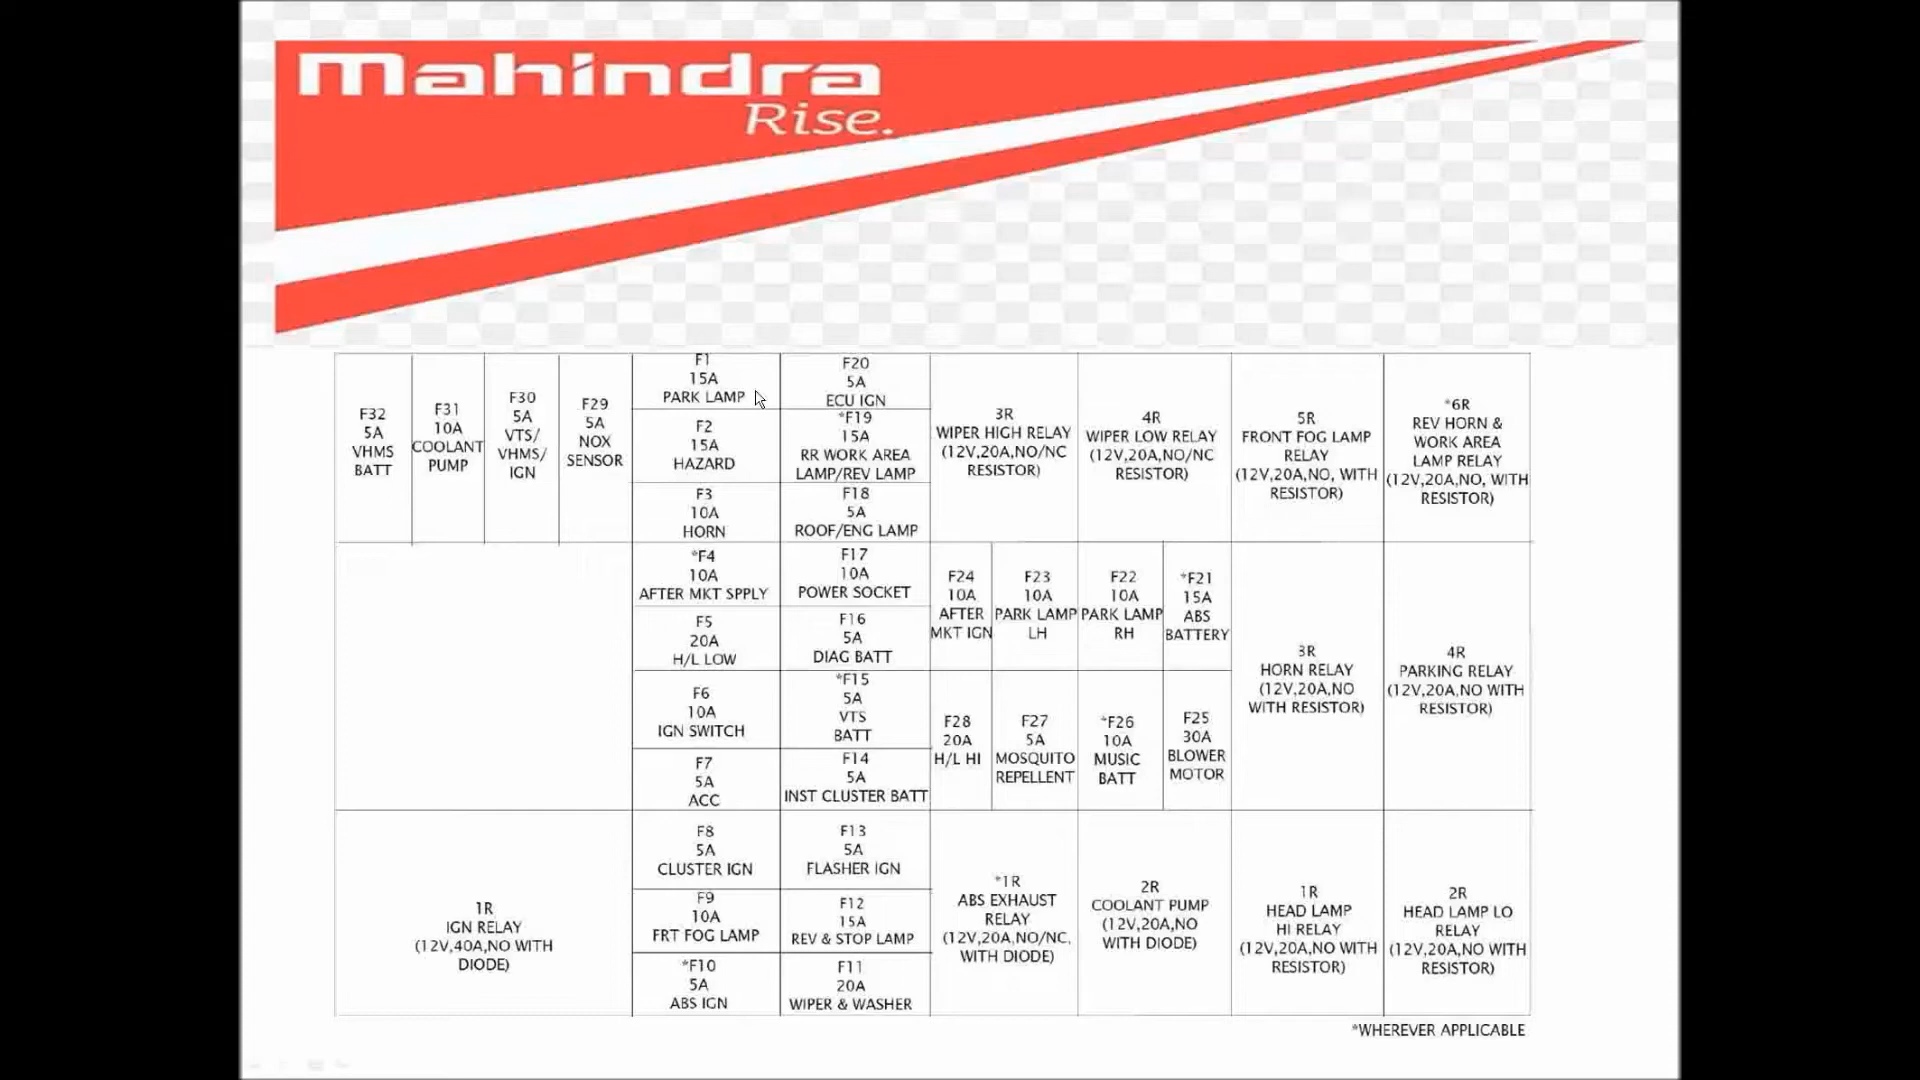 Mahindra
Rise.
F32
5A
VHMS
BATT
F31
10A
COOLANT
PUMP
F30
5A
VTS/
VHMS/
IGN
F29
5A
NOX
SENSOR
F1
15A
PARK LAMP
F20
5A
ECU IGN
F2
15A
HAZARD
*F19
15A
RR WORK AREA
LAMP/REV LAMP
F3
10A
HORN
F18
5A
ROOF/ENG LAMP
3R
WIPER HIGH RELAY
(12V,20A,NO/NC
RESISTOR)
4R
WIPER LOW RELAY
(12V,20A,NO/NC
RESISTOR)
5R
FRONT FOG LAMP
RELAY
(12V,20A,NO, WITH
RESISTOR)
*6R
REV HORN &
WORK AREA
LAMP RELAY
(12V,20A,NO, WITH
RESISTOR)
*F4
10A
AFTER MKT SPPLY
F17
10A
POWER SOCKET
F5
20A
H/L LOW
F16
5A
DIAG BATT
F6
10A
IGN SWITCH
*F15
5A
VTS
BATT
F7
5A
ACC
F14
5A
INST CLUSTER BATT
F24
10A
AFTER
MKT IGN
F23
10A
PARK LAMP
LH
F22
10A
PARK LAMP
RH
*F21
15A
ABS
BATTERY
F28
20A
H/L HI
F27
5A
MOSQUITO
REPELLENT
*F26
10A
MUSIC
BATT
F25
30A
BLOWER
MOTOR
3R
HORN RELAY
(12V,20A,NO
WITH RESISTOR)
4R
PARKING RELAY
(12V,20A,NO WITH
RESISTOR)
1R
IGN RELAY
(12V,40A,NO WITH
DIODE)
F8
5A
CLUSTER IGN
F13
5A
FLASHER IGN
F9
10A
FRT FOG LAMP
F12
15A
REV & STOP LAMP
*F10
5A
ABS IGN
F11
20A
WIPER & WASHER
*1R
ABS EXHAUST
RELAY
(12V,20A,NO/NC,
WITH DIODE)
2R
COOLANT PUMP
(12V,20A,NO
WITH DIODE)
1R
HEAD LAMP
HI RELAY
(12V,20A,NO WITH
RESISTOR)
2R
HEAD LAMP LO
RELAY
(12V,20A,NO WITH
RESISTOR)
*WHEREVER APPLICABLE